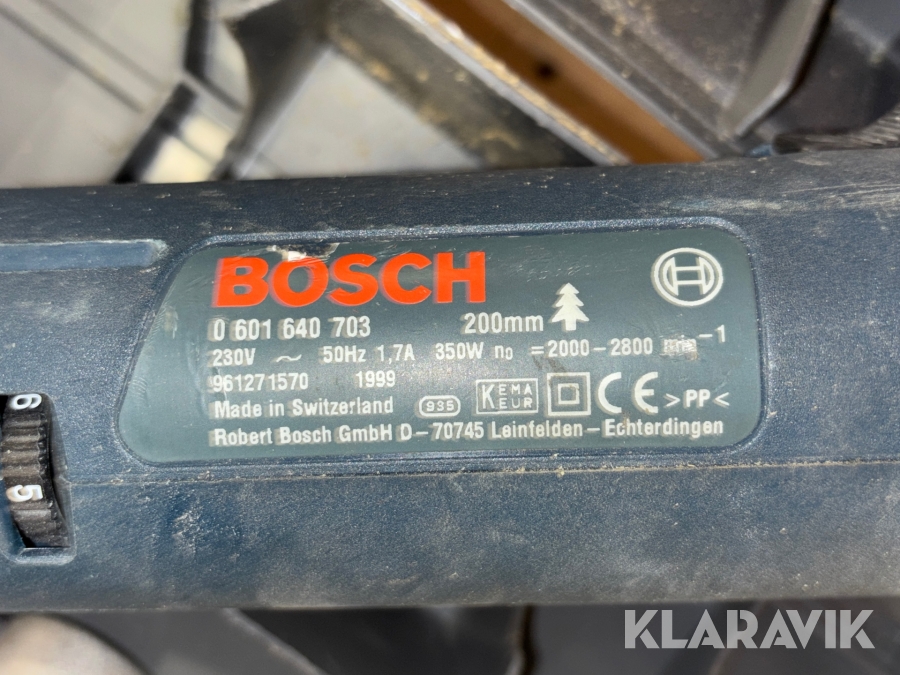 BOSCH
0 601 640 703 200mm
230V ~ 50Hz 1,7A 350W n₀ =2000-2800 -1
961271570 1999
Made in Switzerland 935 KEMA KEUR CE >PP<
Robert Bosch GmbH D-70745 Leinfelden-Echterdingen
6
5
KLARAVIK